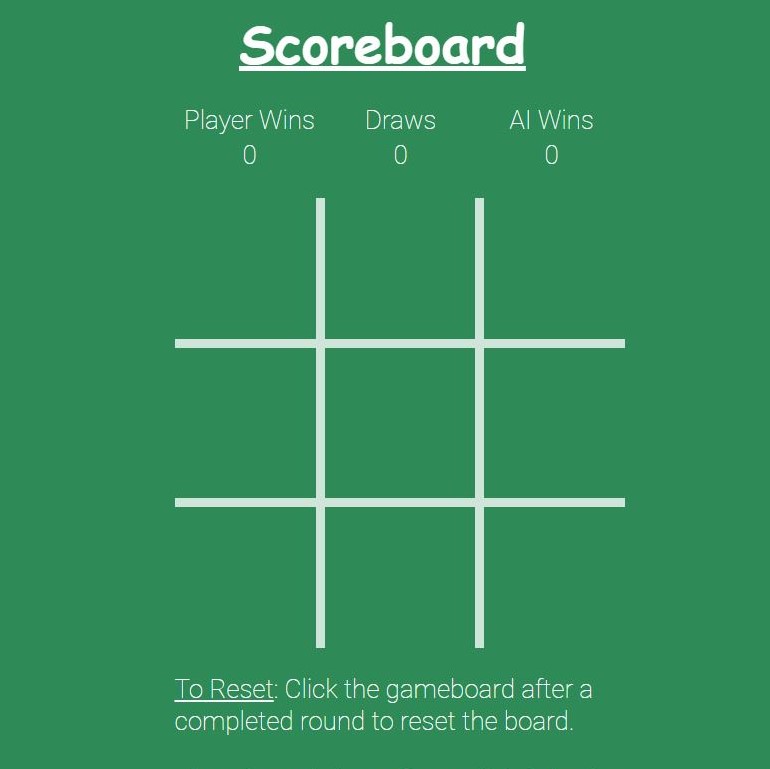 Scoreboard
Player Wins Draws AI Wins
0 0 0
To Reset: Click the gameboard after a
completed round to reset the board.